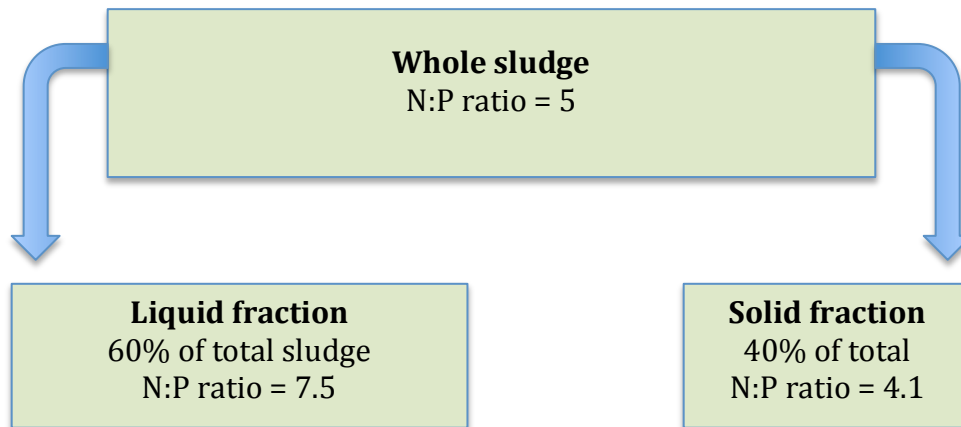 Whole sludge
N:P ratio = 5
Liquid fraction
60% of total sludge
N:P ratio = 7.5
Solid fraction
40% of total
N:P ratio = 4.1